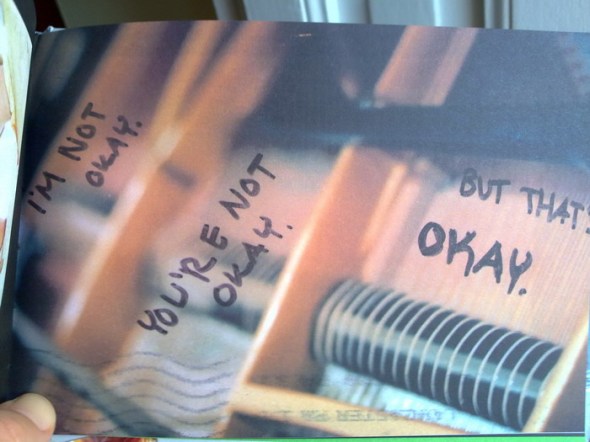 I'M NOT
OKAY.
YOU'RE NOT
OKAY.
BUT THAT'S
OKAY.